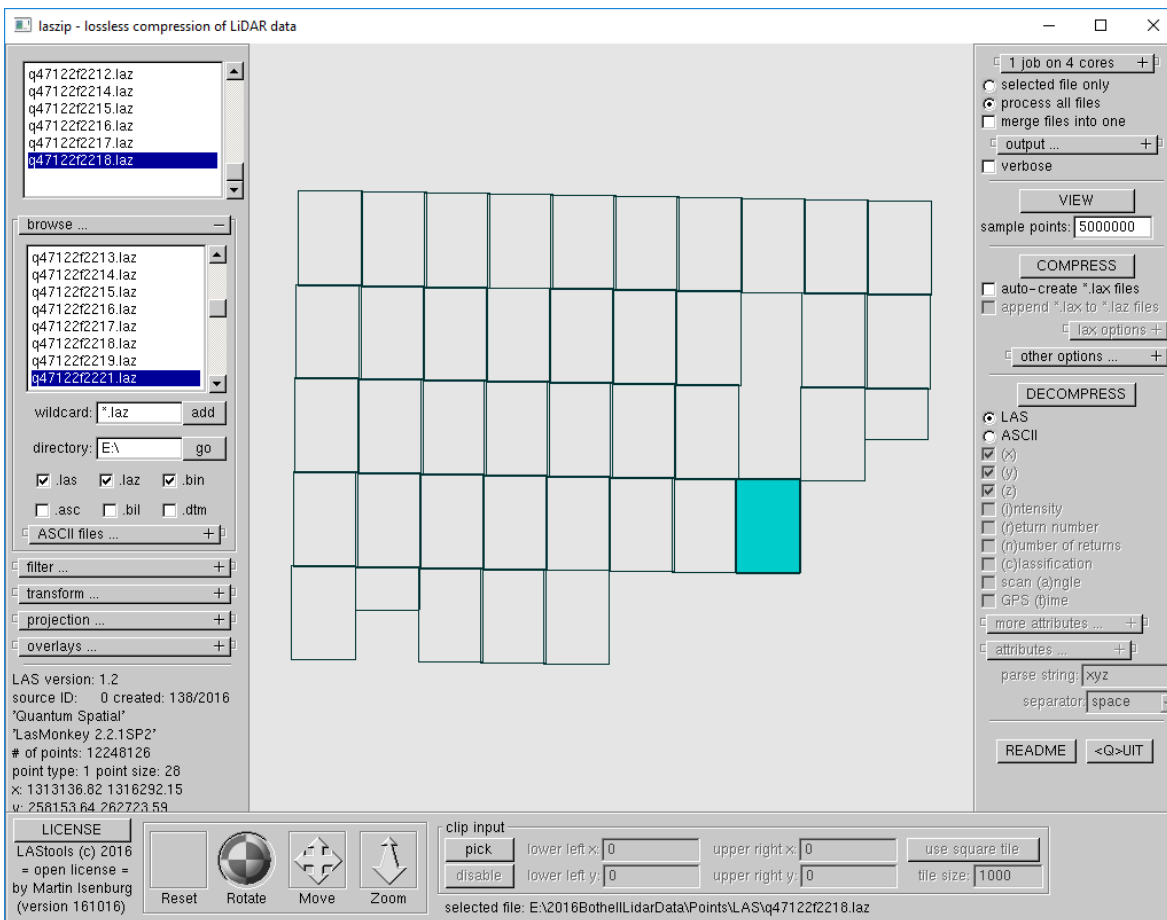 laszip - lossless compression of LiDAR data
q47122f2212.laz
q47122f2214.laz
q47122f2215.laz
q47122f2216.laz
q47122f2217.laz
q47122f2218.laz
browse ...
q47122f2213.laz
q47122f2214.laz
q47122f2215.laz
q47122f2216.laz
q47122f2217.laz
q47122f2218.laz
q47122f2219.laz
q47122f2221.laz
wildcard: *.laz add
directory: E:\ go
.las .laz .bin
.asc .bil .dtm
ASCII files ...
filter ...
transform ...
projection ...
overlays ...
LAS version: 1.2
source ID: 0 created: 138/2016
'Quantum Spatial'
'LasMonkey 2.2.1SP2'
# of points: 12248126
point type: 1 point size: 28
x: 1313136.82 1316292.15
y: 258153.64 262723.59
1 job on 4 cores
selected file only
process all files
merge files into one
output ...
verbose
VIEW
sample points: 5000000
COMPRESS
auto-create *.lax files
append *.lax to *.laz files
lax options
other options ...
DECOMPRESS
LAS
ASCII
(x)
(y)
(z)
(i)ntensity
(r)eturn number
(n)umber of returns
(c)lassification
scan (a)ngle
GPS (t)ime
more attributes ...
attributes ...
parse string: xyz
separator: space
README <Q>UIT
LICENSE
LAStools (c) 2016
= open license =
by Martin Isenburg
(version 161016)
Reset Rotate Move Zoom
clip input
pick lower left x: 0 upper right x: 0 use square tile
disable lower left y: 0 upper right y: 0 tile size: 1000
selected file: E:\2016BothellLidarData\Points\LAS\q47122f2218.laz